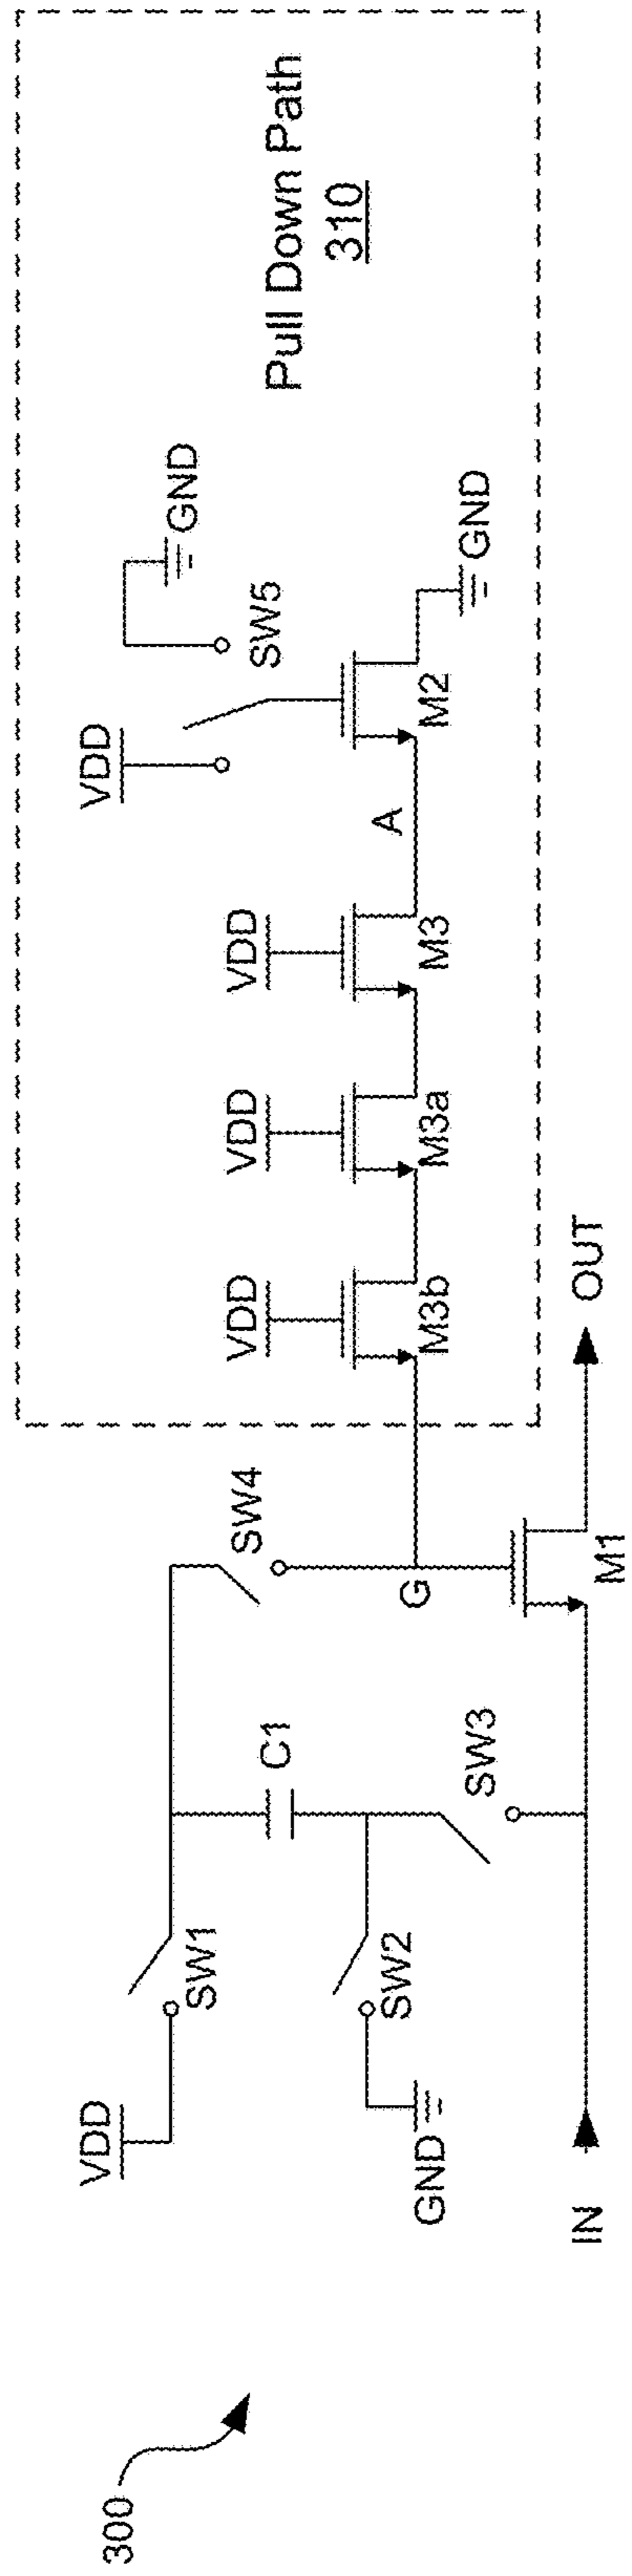 300
VDD
SW1
C1
SW2
GND
SW3
IN
SW4
G
M1
OUT
VDD
M3b
VDD
M3a
VDD
M3
A
VDD
SW5
GND
M2
GND
Pull Down Path
310